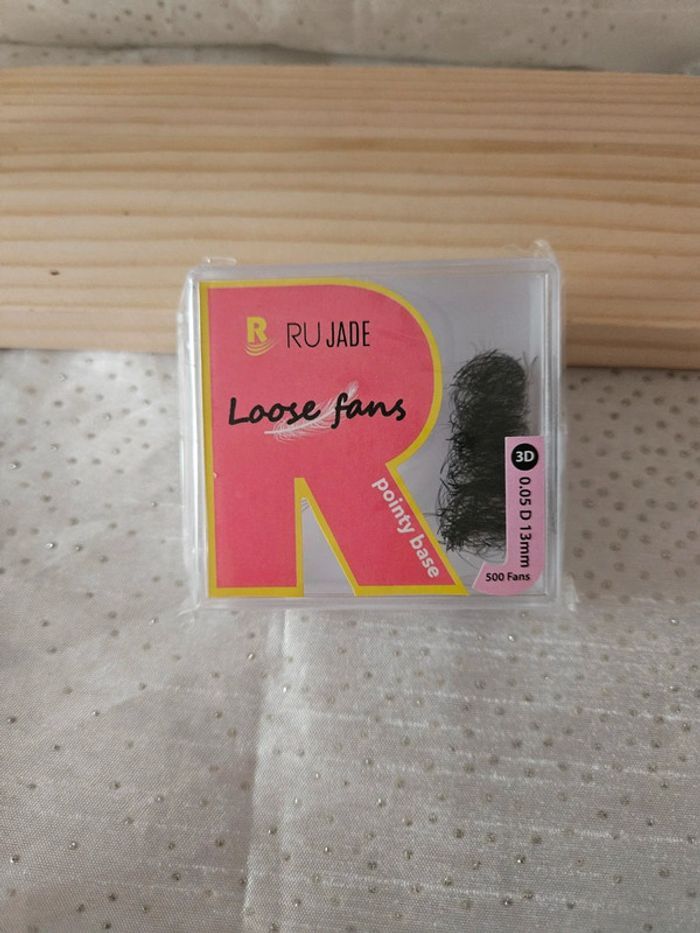 R
RU JADE
Loose fans
pointy base
3D
0.05 D 13mm
500 Fans